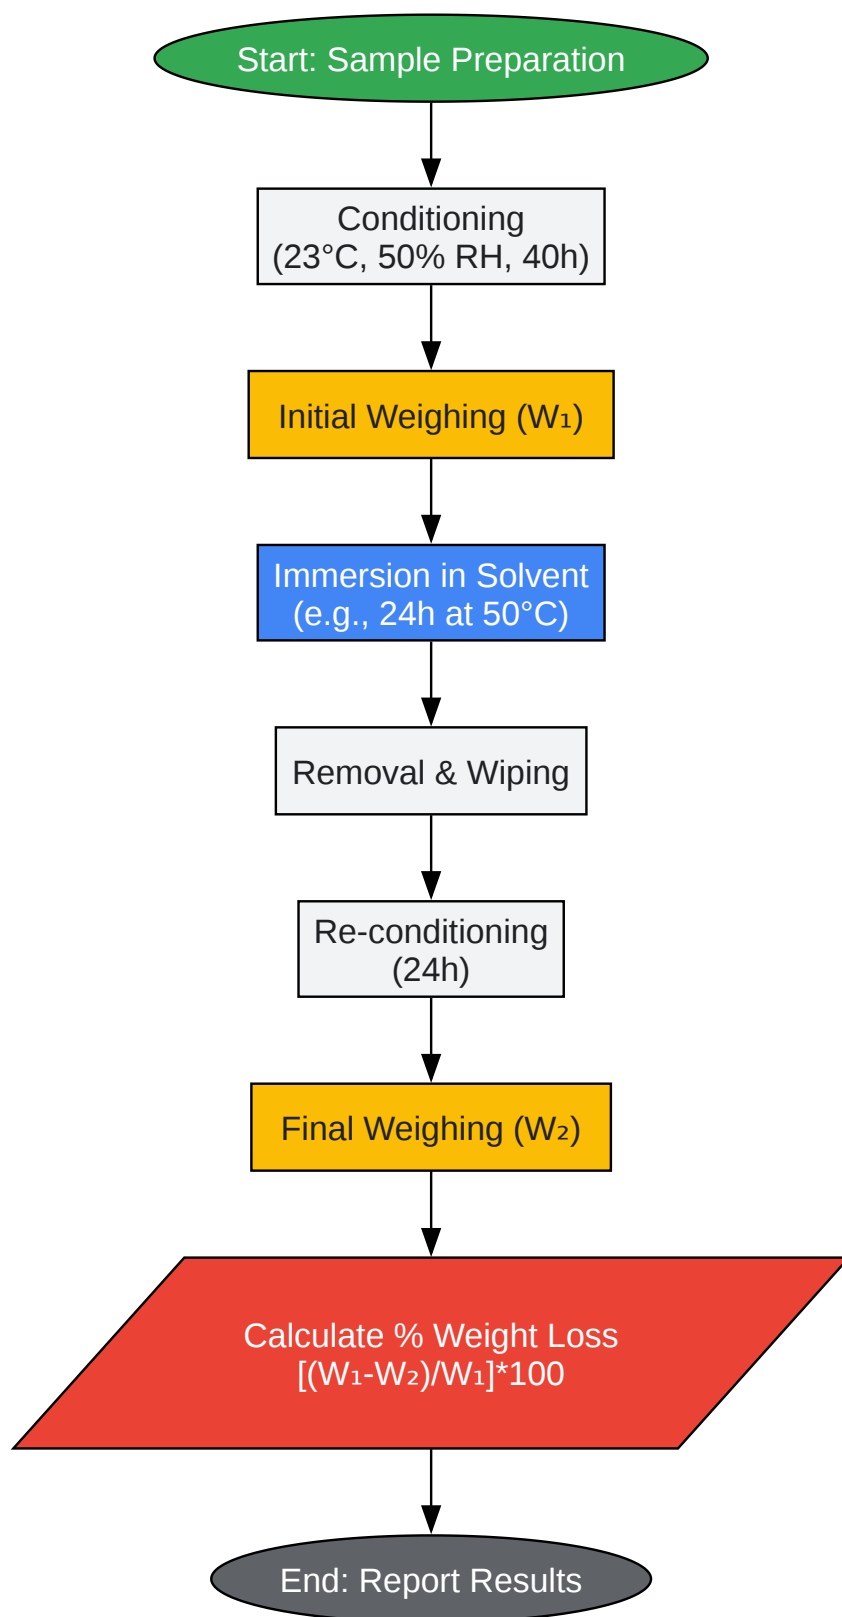 Start: Sample Preparation
Conditioning
(23°C, 50% RH, 40h)
Initial Weighing (W₁)
Immersion in Solvent
(e.g., 24h at 50°C)
Removal & Wiping
Re-conditioning
(24h)
Final Weighing (W₂)
Calculate % Weight Loss
[(W₁-W₂)/W₁]*100
End: Report Results